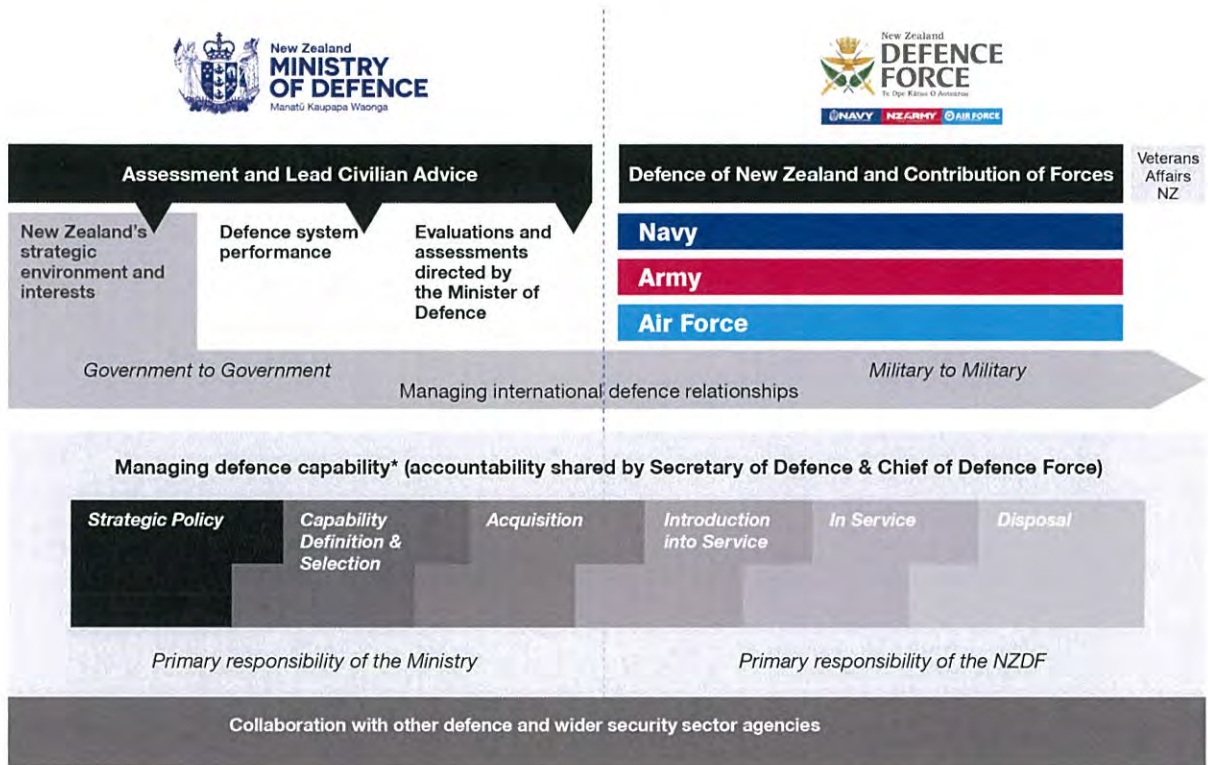 New Zealand
MINISTRY
OF DEFENCE
Manatū Kaupapa Waonga
New Zealand
DEFENCE
FORCE
Te Ope Kātua O Aotearoa
NAVY
NZARMY
AIR FORCE
Assessment and Lead Civilian Advice
Defence of New Zealand and Contribution of Forces
Veterans
Affairs
NZ
New Zealand's
strategic
environment and
interests
Defence system
performance
Evaluations and
assessments
directed by
the Minister of
Defence
Navy
Army
Air Force
Government to Government
Military to Military
Managing international defence relationships
Managing defence capability* (accountability shared by Secretary of Defence & Chief of Defence Force)
Strategic Policy
Capability
Definition &
Selection
Acquisition
Introduction
into Service
In Service
Disposal
Primary responsibility of the Ministry
Primary responsibility of the NZDF
Collaboration with other defence and wider security sector agencies